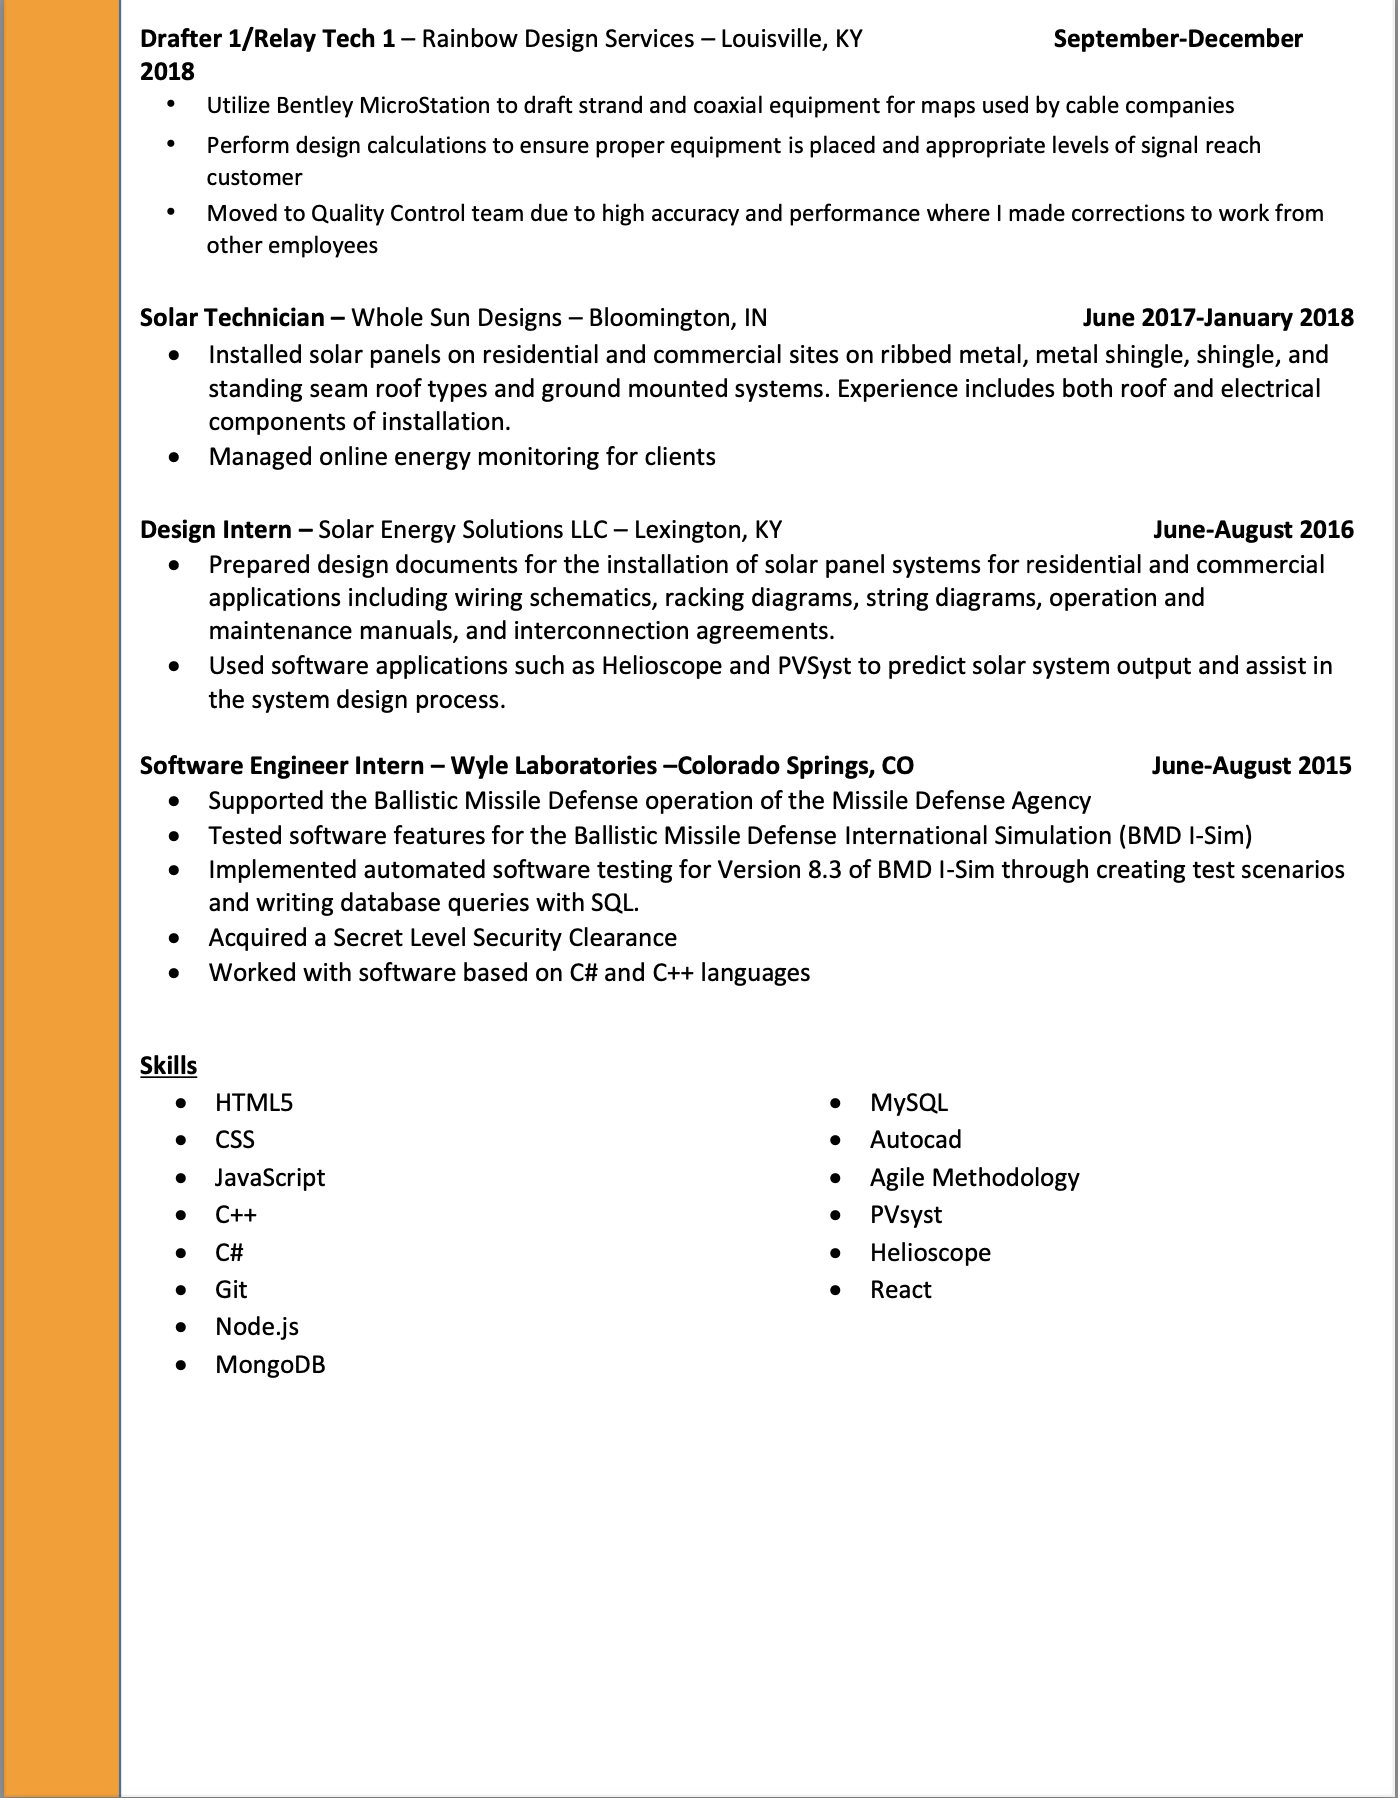 Drafter 1/Relay Tech 1 – Rainbow Design Services – Louisville, KY September-December
2018
• Utilize Bentley MicroStation to draft strand and coaxial equipment for maps used by cable companies
• Perform design calculations to ensure proper equipment is placed and appropriate levels of signal reach
customer
• Moved to Quality Control team due to high accuracy and performance where I made corrections to work from
other employees
Solar Technician – Whole Sun Designs – Bloomington, IN June 2017-January 2018
• Installed solar panels on residential and commercial sites on ribbed metal, metal shingle, shingle, and
standing seam roof types and ground mounted systems. Experience includes both roof and electrical
components of installation.
• Managed online energy monitoring for clients
Design Intern – Solar Energy Solutions LLC – Lexington, KY June-August 2016
• Prepared design documents for the installation of solar panel systems for residential and commercial
applications including wiring schematics, racking diagrams, string diagrams, operation and
maintenance manuals, and interconnection agreements.
• Used software applications such as Helioscope and PVSyst to predict solar system output and assist in
the system design process.
Software Engineer Intern – Wyle Laboratories –Colorado Springs, CO June-August 2015
• Supported the Ballistic Missile Defense operation of the Missile Defense Agency
• Tested software features for the Ballistic Missile Defense International Simulation (BMD I-Sim)
• Implemented automated software testing for Version 8.3 of BMD I-Sim through creating test scenarios
and writing database queries with SQL.
• Acquired a Secret Level Security Clearance
• Worked with software based on C# and C++ languages
Skills
• HTML5
• CSS
• JavaScript
• C++
• C#
• Git
• Node.js
• MongoDB
• MySQL
• Autocad
• Agile Methodology
• PVsyst
• Helioscope
• React